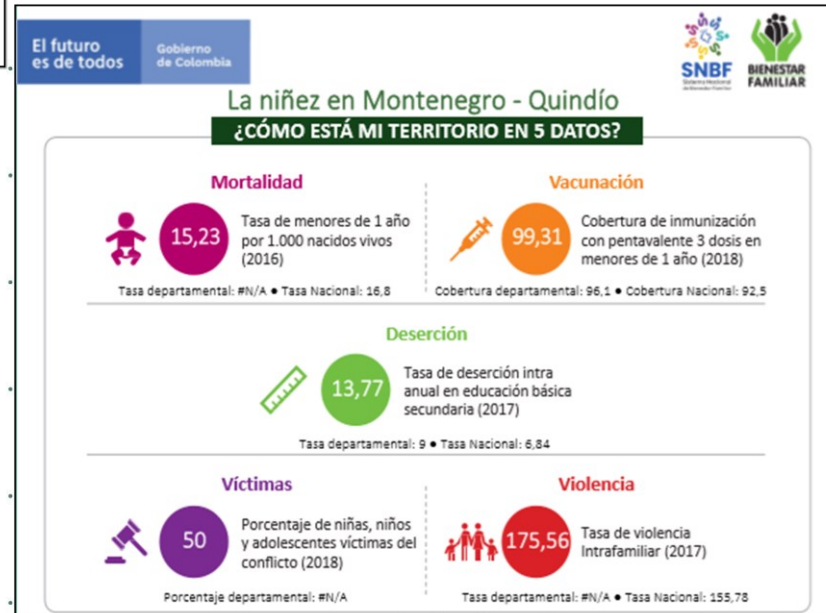 El futuro
es de todos
Gobierno
de Colombia
SNBF
Sistema Nacional
de Bienestar Familiar
BIENESTAR
FAMILIAR
La niñez en Montenegro - Quindío
¿CÓMO ESTÁ MI TERRITORIO EN 5 DATOS?
Mortalidad
15,23
Tasa de menores de 1 año
por 1.000 nacidos vivos
(2016)
Tasa departamental: #N/A ● Tasa Nacional: 16,8
Vacunación
99,31
Cobertura de inmunización
con pentavalente 3 dosis en
menores de 1 año (2018)
Cobertura departamental: 96,1 ● Cobertura Nacional: 92,5
Deserción
13,77
Tasa de deserción intra
anual en educación básica
secundaria (2017)
Tasa departamental: 9 ● Tasa Nacional: 6,84
Víctimas
50
Porcentaje de niñas, niños
y adolescentes víctimas del
conflicto (2018)
Porcentaje departamental: #N/A
Violencia
175,56
Tasa de violencia
Intrafamiliar (2017)
Tasa departamental: #N/A ● Tasa Nacional: 155,78